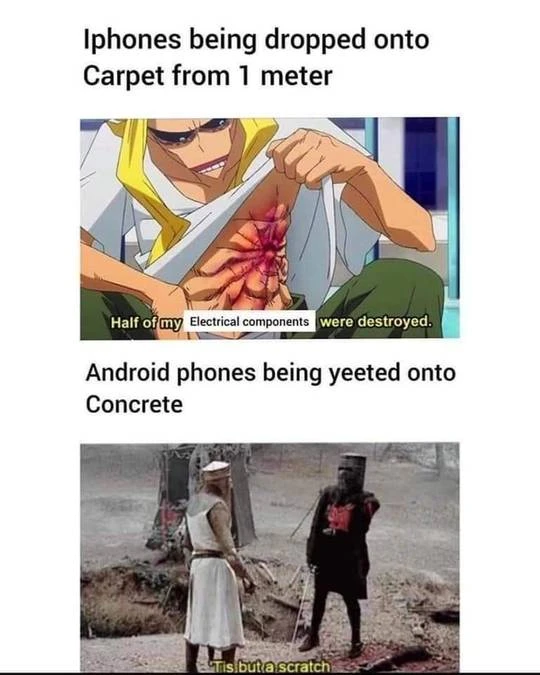 Iphones being dropped onto
Carpet from 1 meter
Half of my Electrical components were destroyed.
Android phones being yeeted onto
Concrete
'Tis but a scratch